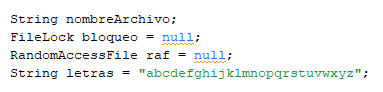 String nombreArchivo;
FileLock bloqueo = null;
RandomAccessFile raf = null;
String letras = "abcdefghijklmnopqrstuvwxyz";